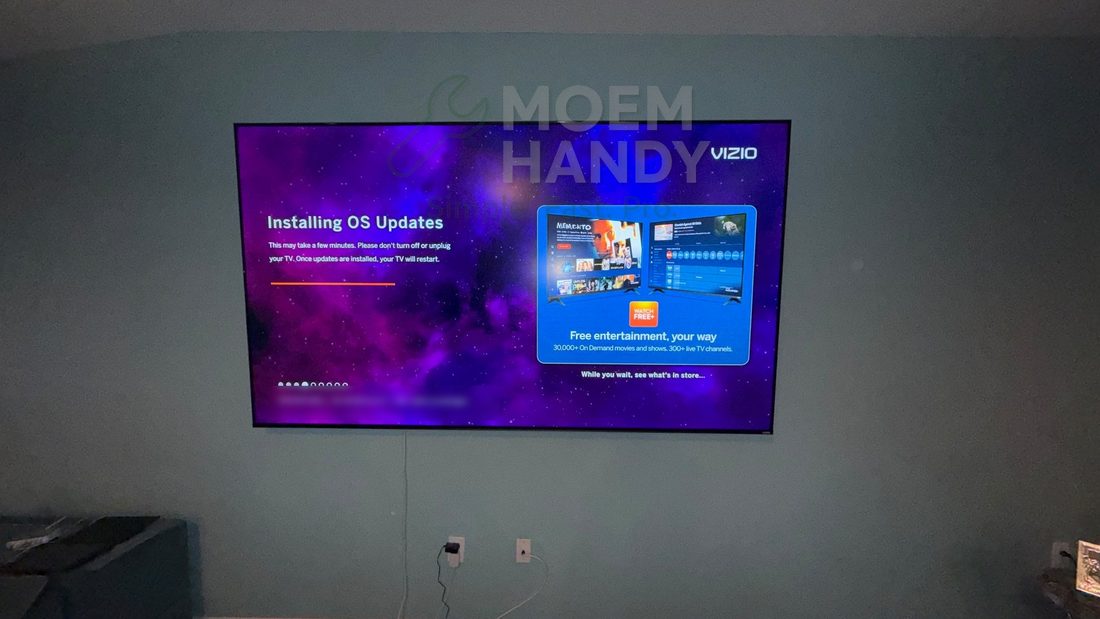 MOEM
HANDY
VIZIO
Installing OS Updates
This may take a few minutes. Please don't turn off or unplug
your TV. Once updates are installed, your TV will restart.
MEMENTO
WATCH
FREE+
Free entertainment, your way
30,000+ On Demand movies and shows. 300+ live TV channels.
While you wait, see what's in store...